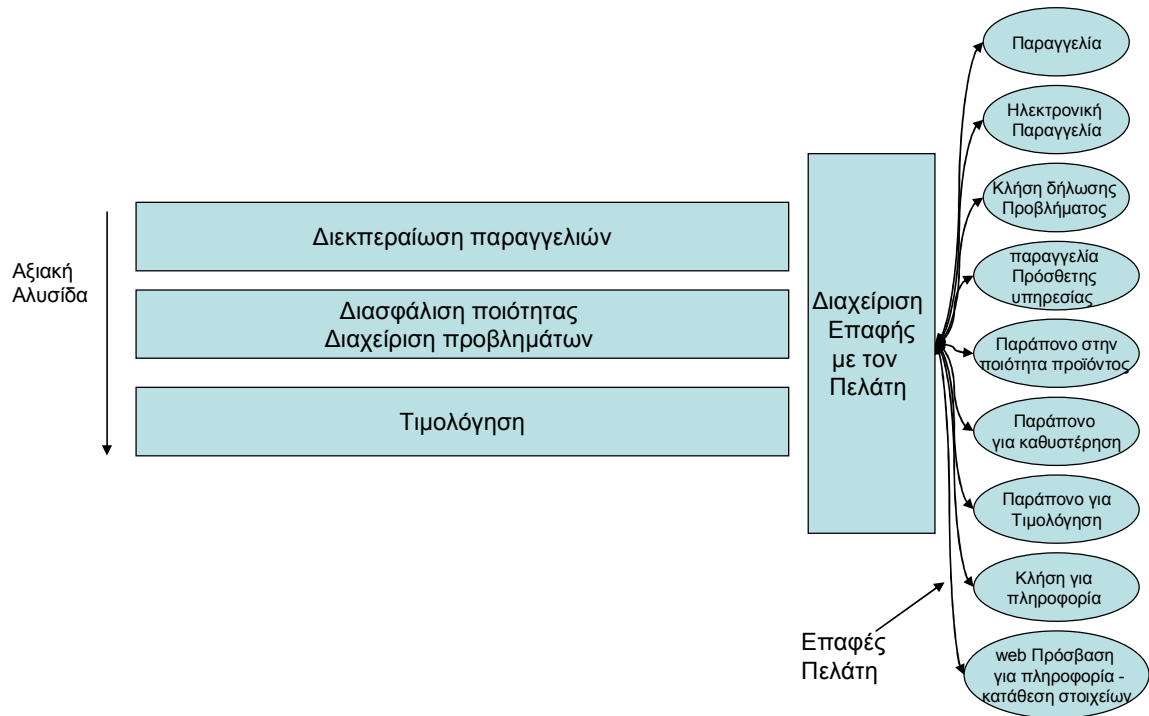 Αξιακή
Αλυσίδα
Διεκπεραίωση παραγγελιών
Διασφάλιση ποιότητας
Διαχείριση προβλημάτων
Τιμολόγηση
Διαχείριση
Επαφής
με τον
Πελάτη
Επαφές
Πελάτη
Παραγγελία
Ηλεκτρονική
Παραγγελία
Κλήση δήλωσης
Προβλήματος
παραγγελία
Πρόσθετης
υπηρεσίας
Παράπονο στην
ποιότητα προϊόντος
Παράπονο
για καθυστέρηση
Παράπονο για
Τιμολόγηση
Κλήση για
πληροφορία
web Πρόσβαση
για πληροφορία -
κατάθεση στοιχείων